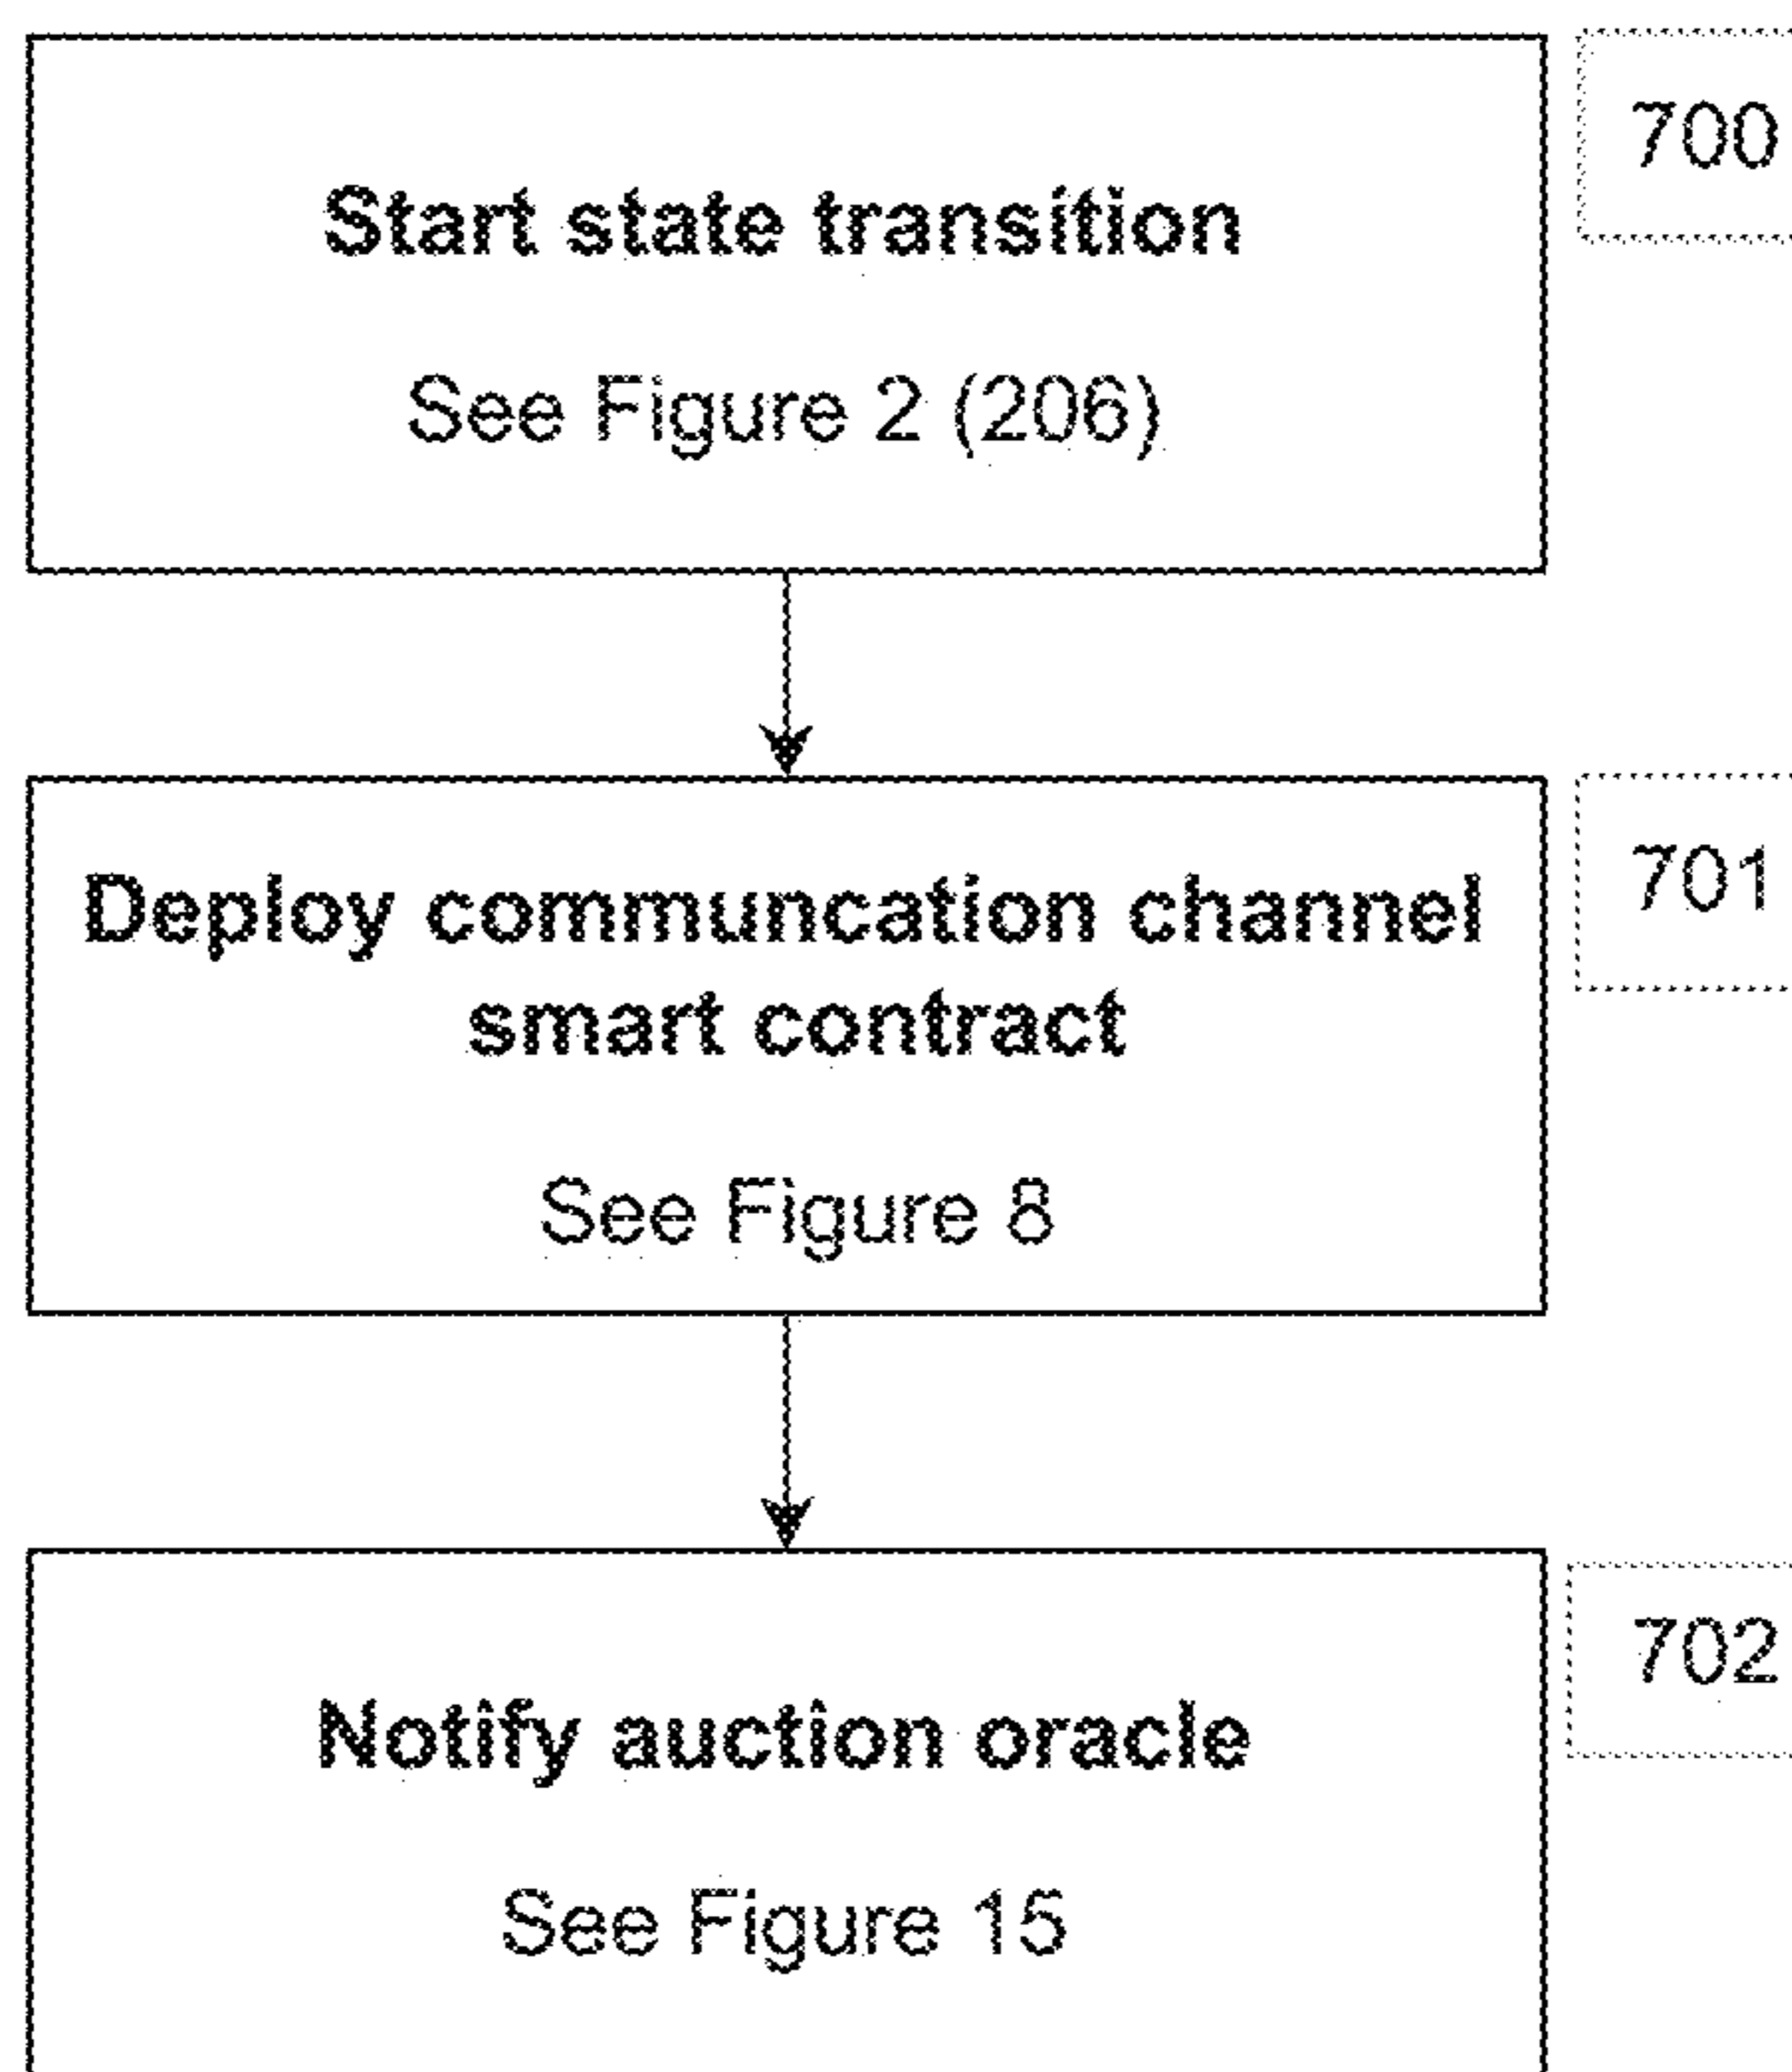 Start state transition
See Figure 2 (206)
700
Deploy communcation channel
smart contract
See Figure 8
701
Notify auction oracle
See Figure 15
702